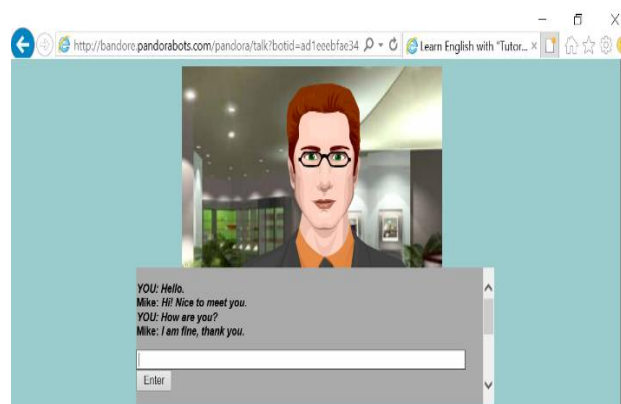 http://bandore.pandorabots.com/pandora/talk?botid=ad1eeebfae34
Learn English with "Tutor...
YOU: Hello.
Mike: Hi! Nice to meet you.
YOU: How are you?
Mike: I am fine, thank you.
Enter